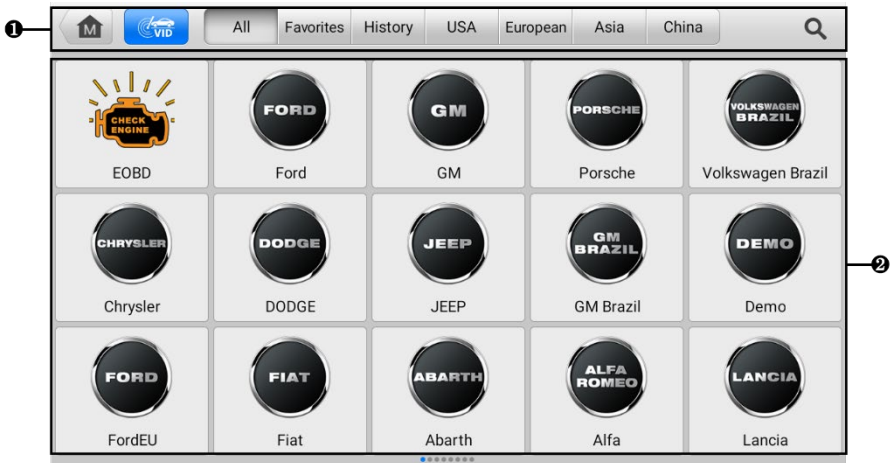 ❶
M
VID
All
Favorites
History
USA
European
Asia
China
CHECK
ENGINE
EOBD
FORD
Ford
GM
GM
PORSCHE
Porsche
VOLKSWAGEN
BRAZIL
Volkswagen Brazil
CHRYSLER
Chrysler
DODGE
DODGE
JEEP
JEEP
GM
BRAZIL
GM Brazil
DEMO
Demo
❷
FORD
FordEU
FIAT
Fiat
ABARTH
Abarth
ALFA
ROMEO
Alfa
LANCIA
Lancia